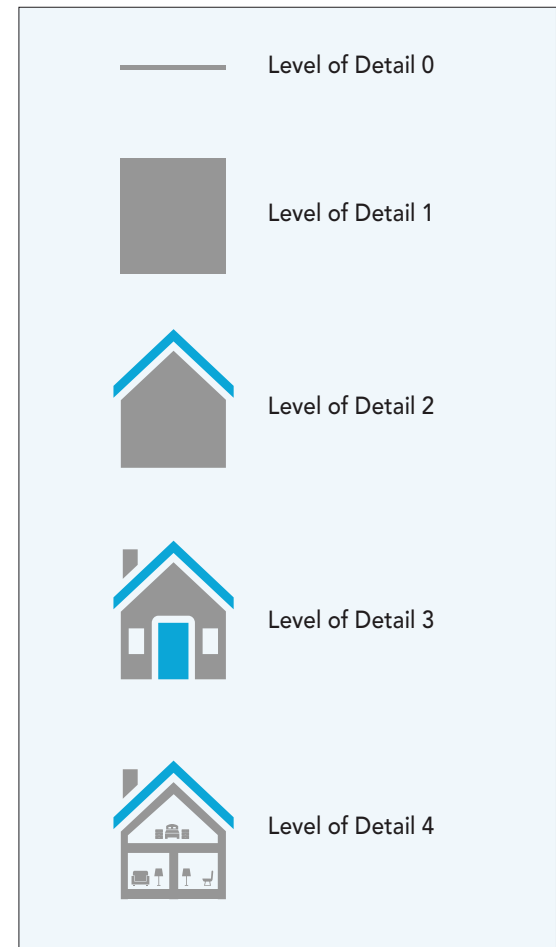 Level of Detail 0
Level of Detail 1
Level of Detail 2
Level of Detail 3
Level of Detail 4